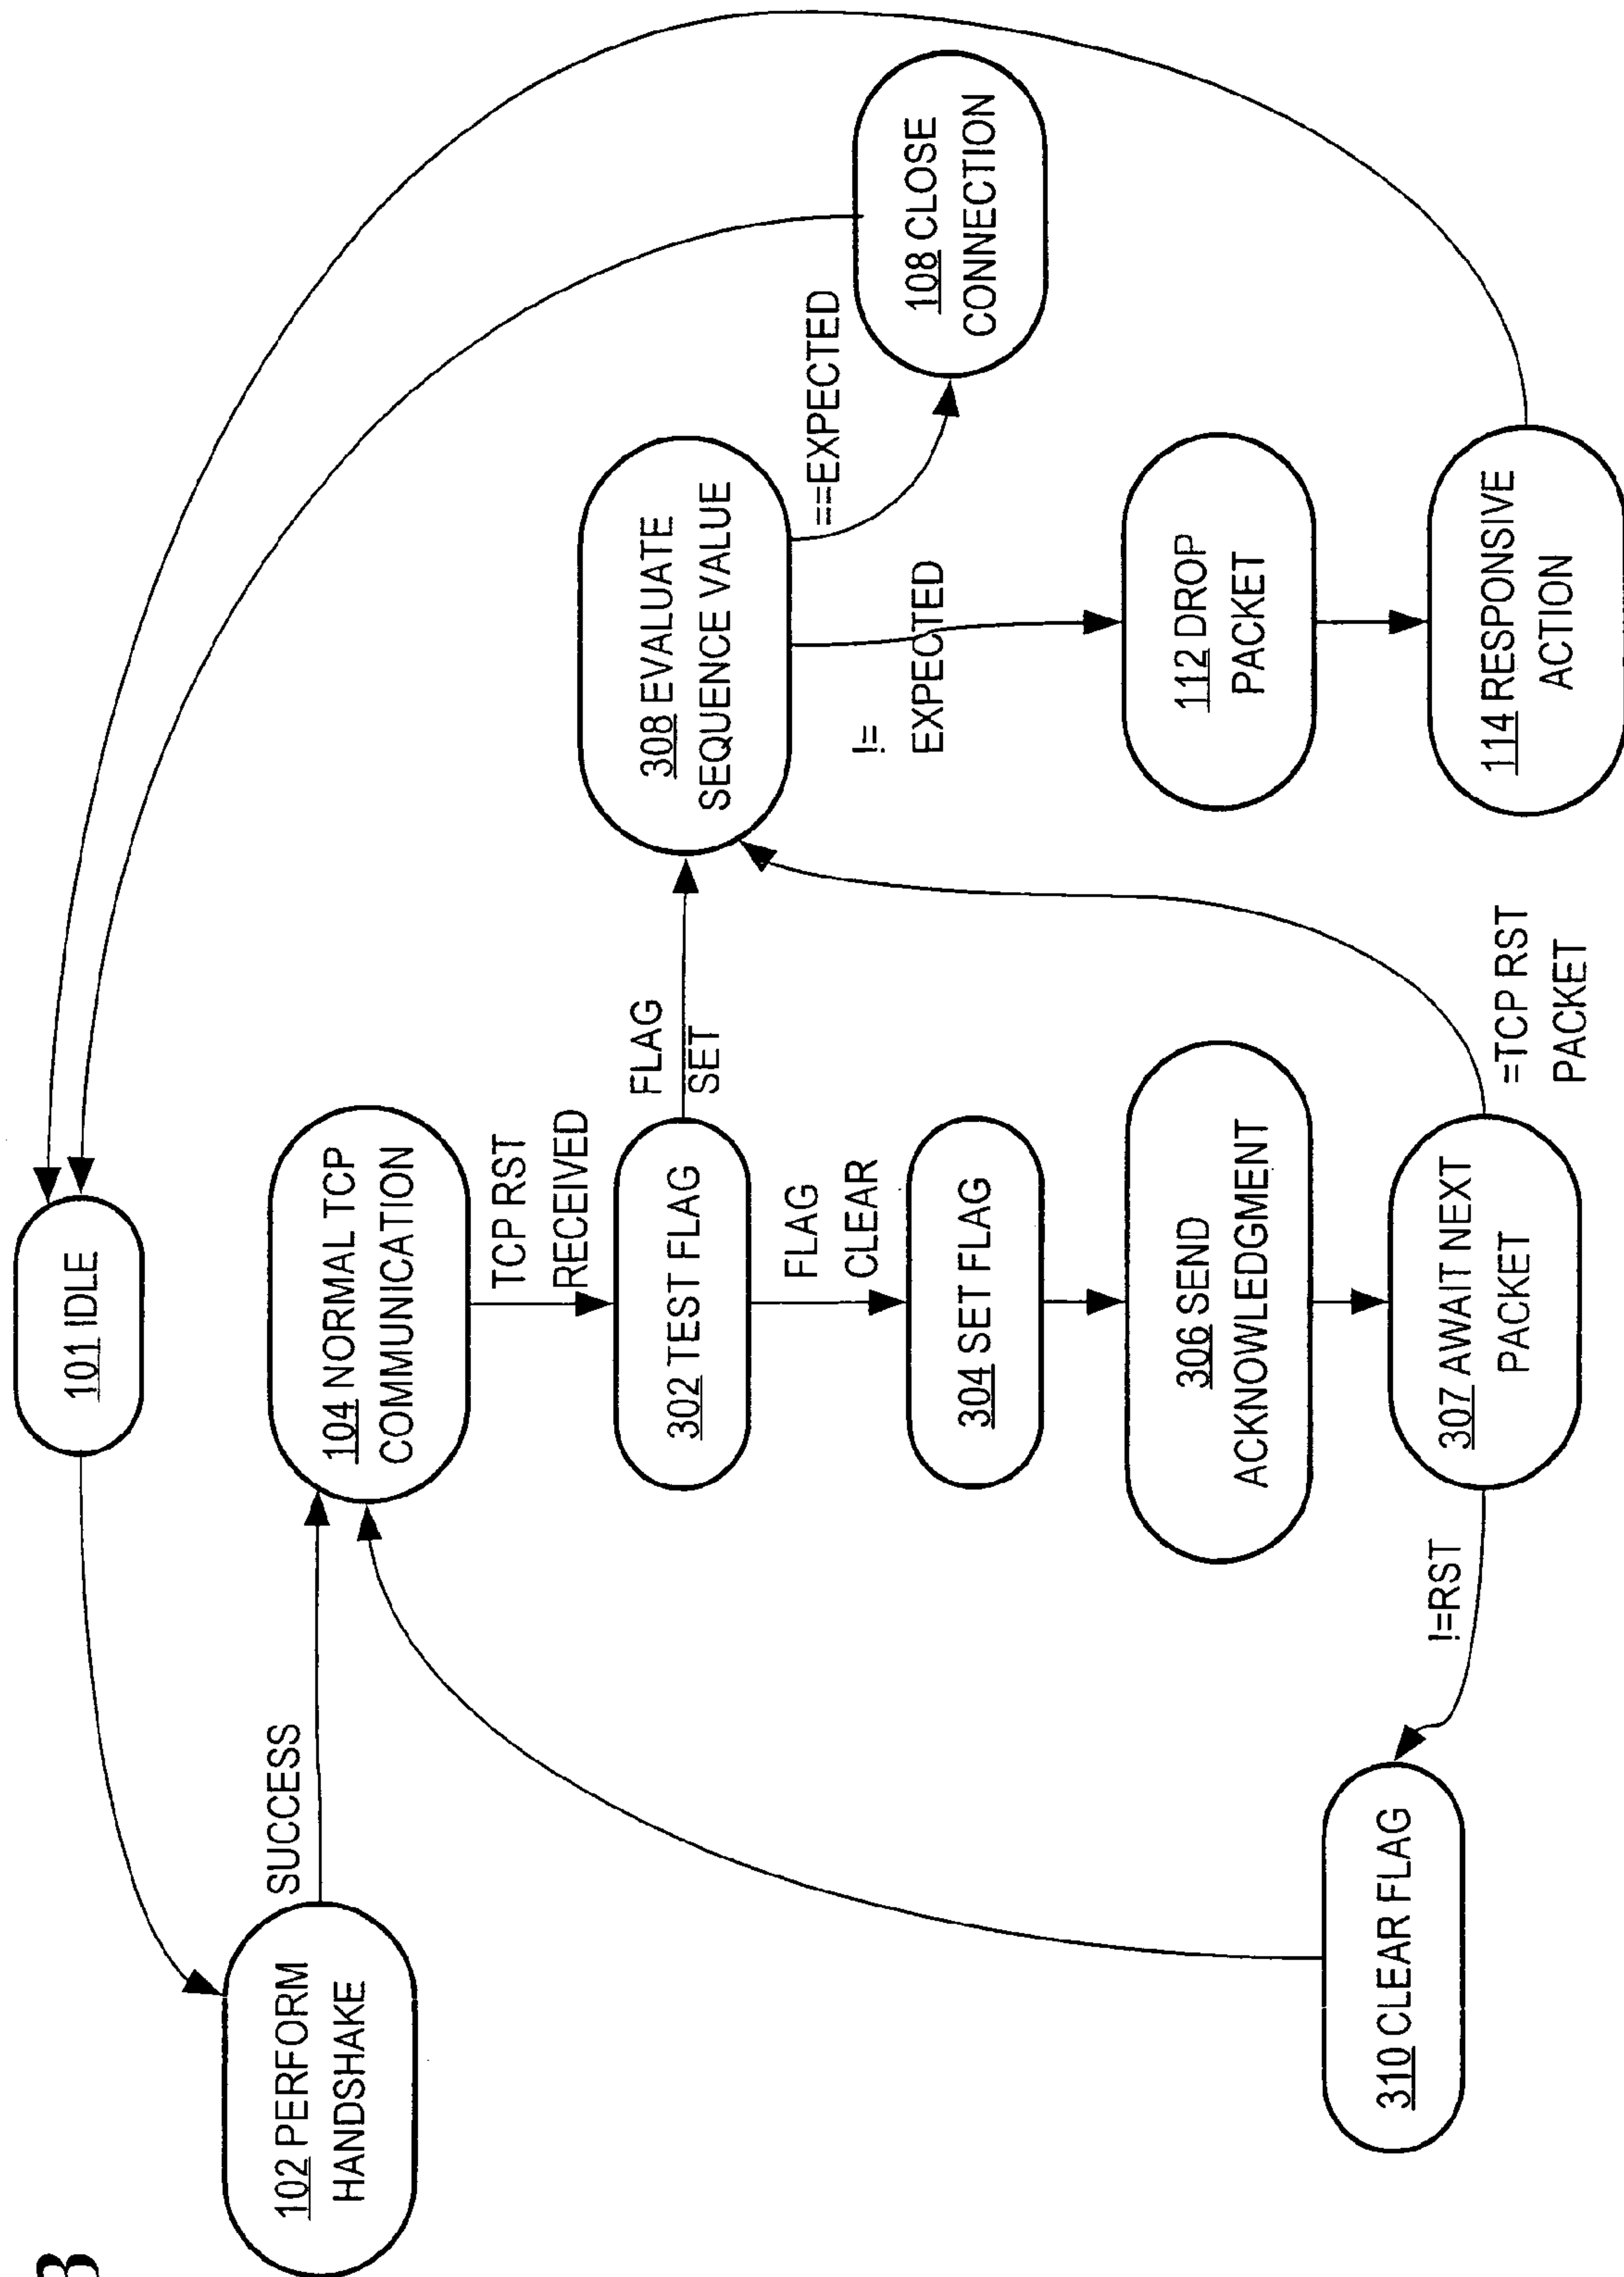 101 IDLE
102 PERFORM
HANDSHAKE
SUCCESS
104 NORMAL TCP
COMMUNICATION
TCP RST
RECEIVED
302 TEST FLAG
FLAG
SET
FLAG
CLEAR
304 SET FLAG
306 SEND
ACKNOWLEDGMENT
307 AWAIT NEXT
PACKET
!=RST
310 CLEAR FLAG
=TCP RST
PACKET
308 EVALUATE
SEQUENCE VALUE
==EXPECTED
108 CLOSE
CONNECTION
!=
EXPECTED
112 DROP
PACKET
114 RESPONSIVE
ACTION